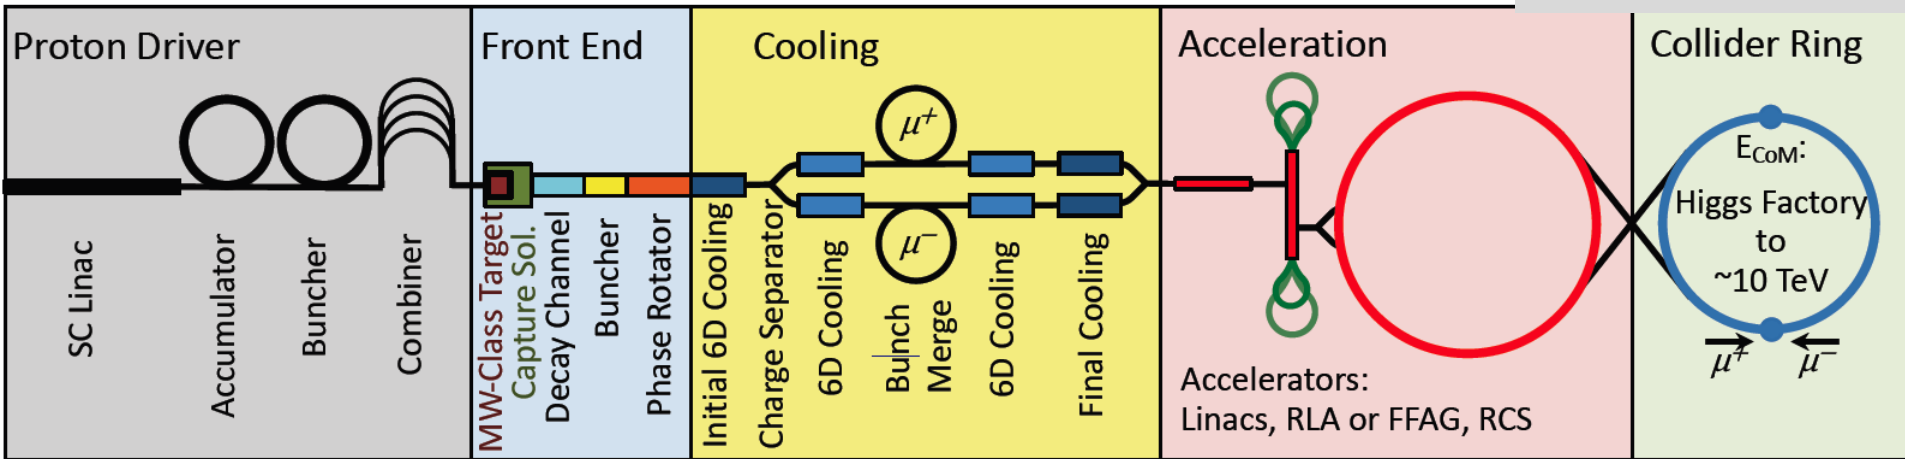 Proton Driver
SC Linac
Accumulator
Buncher
Combiner
Front End
MW-Class Target
Capture Sol.
Decay Channel
Buncher
Phase Rotator
Cooling
μ+
μ−
Initial 6D Cooling
Charge Separator
6D Cooling
Bunch
Merge
6D Cooling
Final Cooling
Acceleration
Accelerators:
Linacs, RLA or FFAG, RCS
Collider Ring
ECoM:
Higgs Factory
to
~10 TeV
μ+ μ−